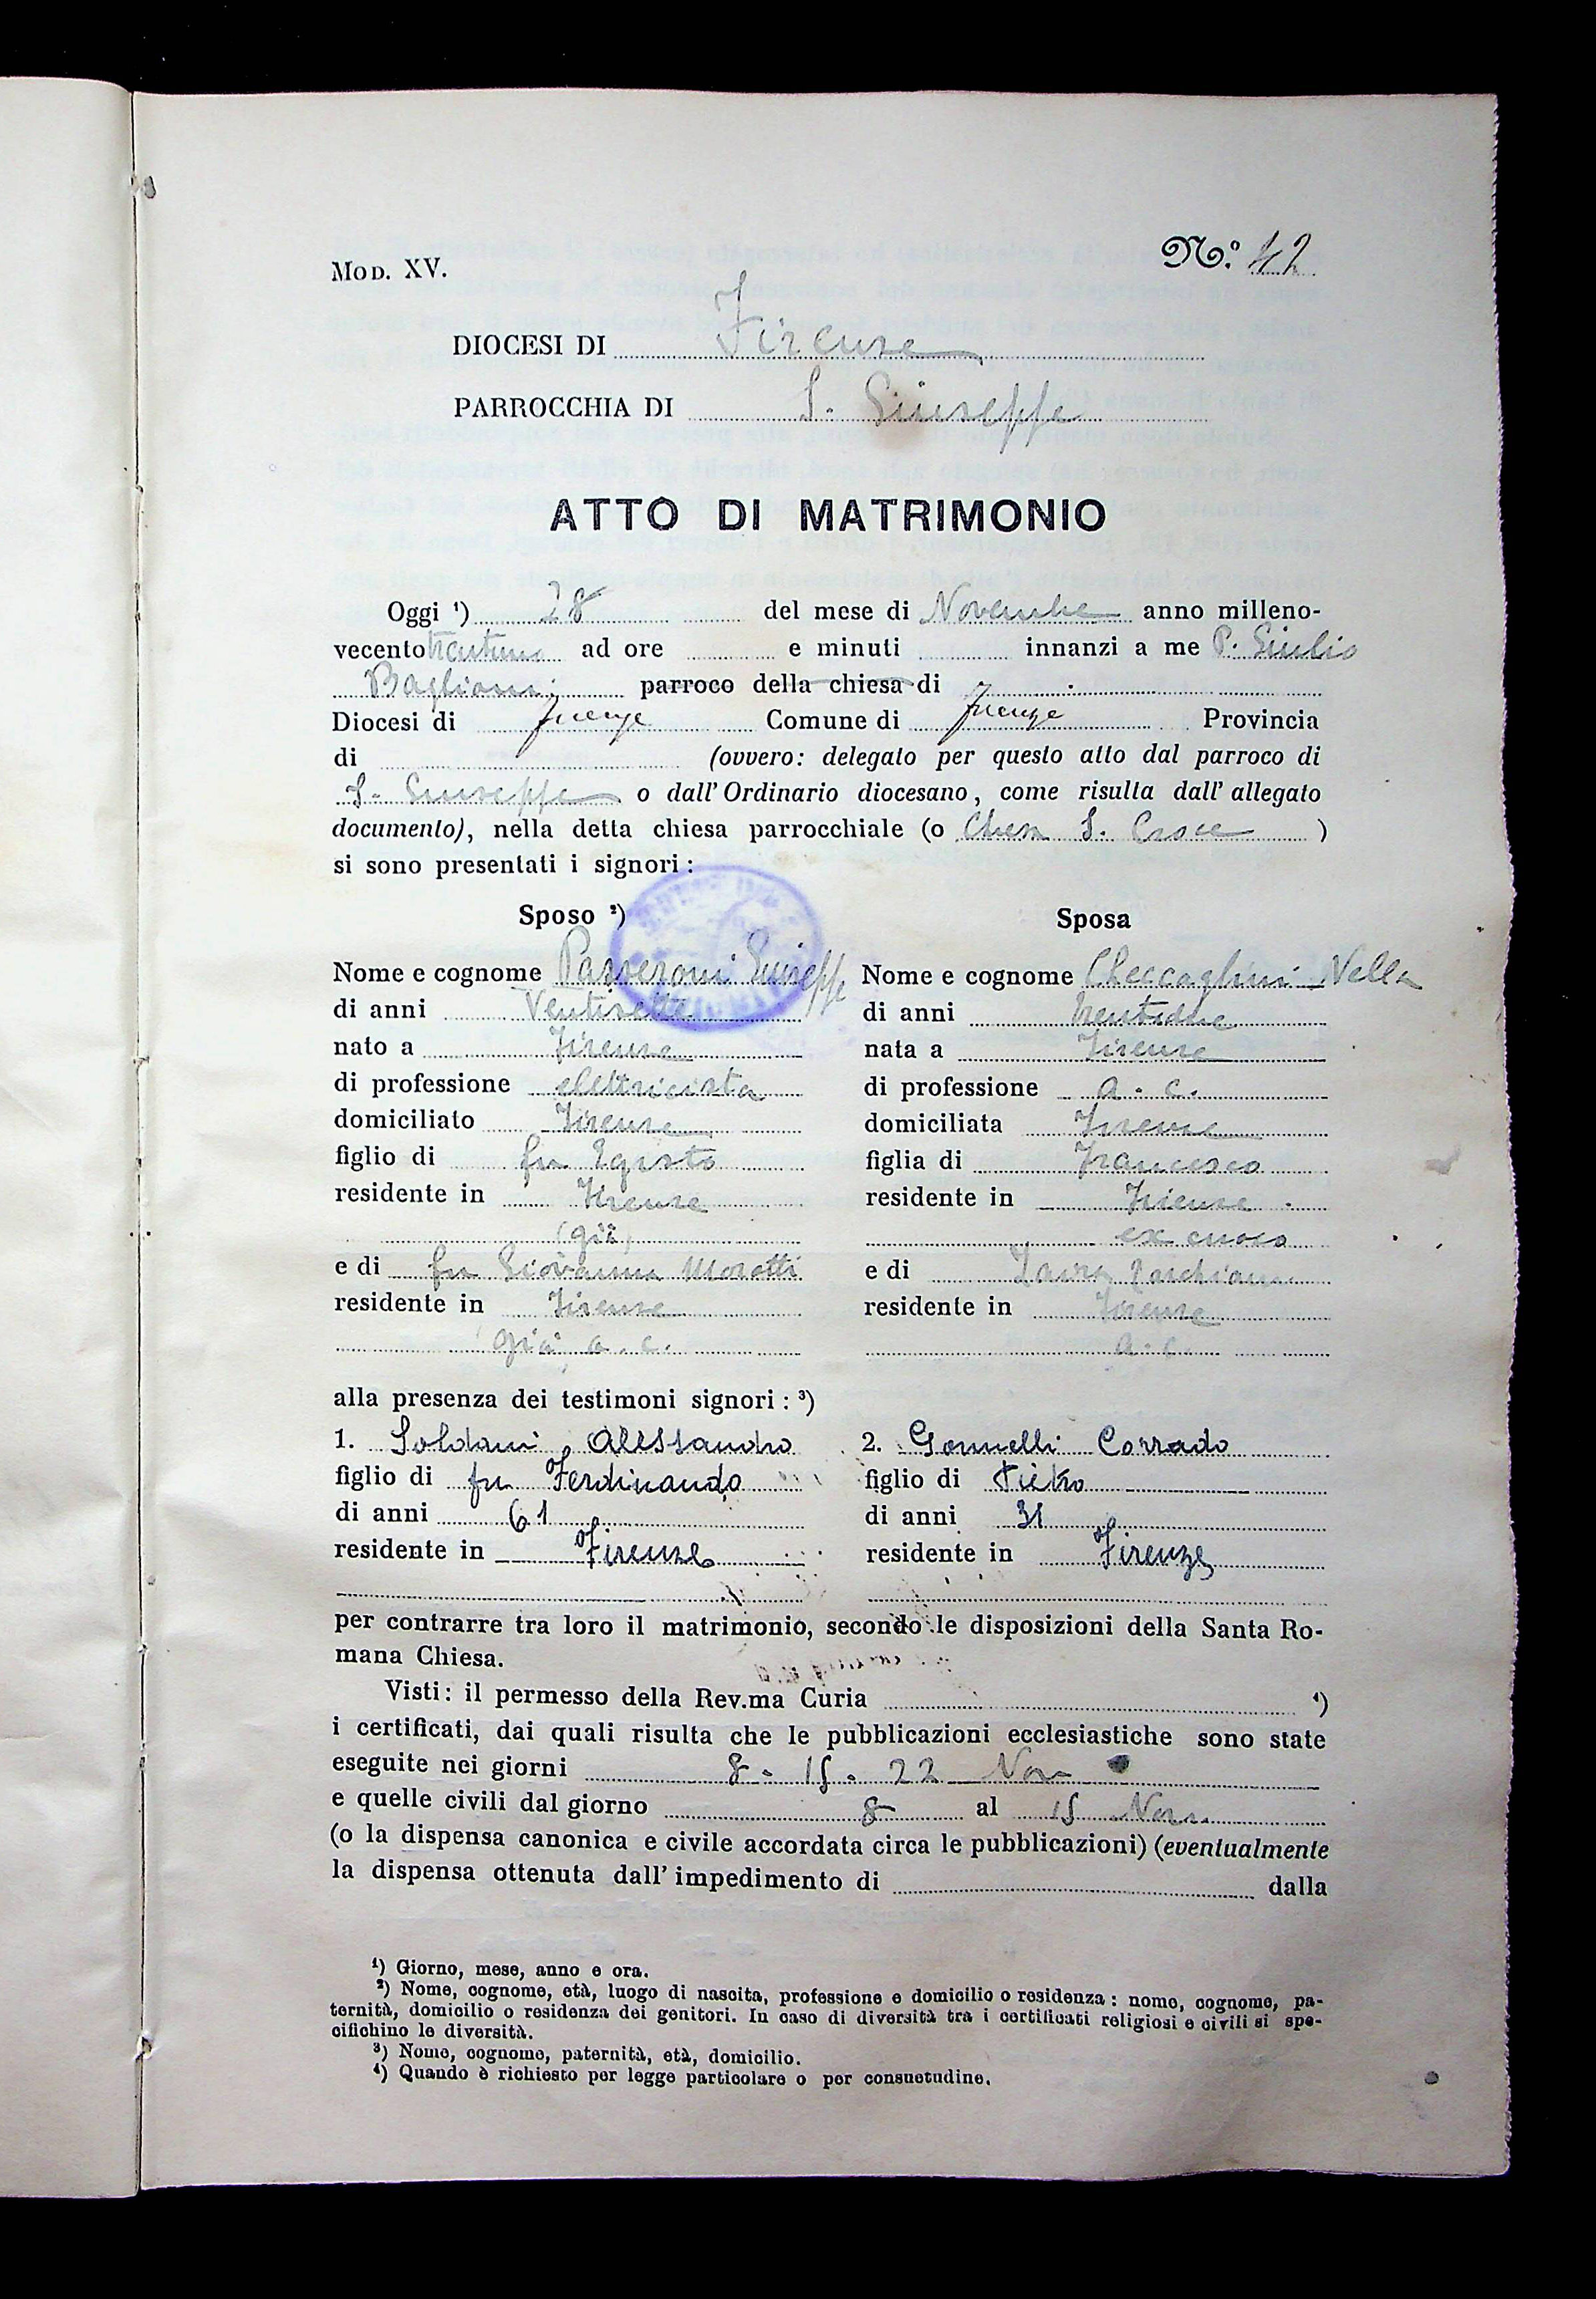 Mod. XV.
N.º 42
DIOCESI DI Firenze
PARROCCHIA DI S. Giuseppe
ATTO DI MATRIMONIO
Oggi ¹) 28 del mese di Novembre anno milleno-
vecento trentuno ad ore e minuti innanzi a me P. Giulio
Baglioni parroco della chiesa di
Diocesi di Firenze Comune di Firenze Provincia
di (ovvero: delegato per questo atto dal parroco di
S. Giuseppe o dall'Ordinario diocesano, come risulta dall'allegato
documento), nella detta chiesa parrocchiale (o Chiesa S. Croce )
si sono presentati i signori:
Sposo ²)
Nome e cognome Passeroni Giuseppe
di anni Ventisette
nato a Firenze
di professione elettricista
domiciliato Firenze
figlio di fu Egisto
residente in Firenze
(già)
e di fu Giovanna Morotti
residente in Firenze
già a. c.
Sposa
Nome e cognome Checcaglini Nella
di anni
nata a Firenze
di professione a. c.
domiciliata Firenze
figlia di Francesco
residente in Firenze
ex cuoco
e di
residente in Firenze
a. c.
alla presenza dei testimoni signori: ³)
1. Soldani Alessandro
figlio di fu Ferdinando
di anni 61
residente in Firenze
2. Gonnelli Corrado
figlio di Pietro
di anni 31
residente in Firenze
per contrarre tra loro il matrimonio, secondo le disposizioni della Santa Ro-
mana Chiesa.
Visti: il permesso della Rev.ma Curia ⁴)
i certificati, dai quali risulta che le pubblicazioni ecclesiastiche sono state
eseguite nei giorni 8. 15. 22 Nov
e quelle civili dal giorno 8 al 15 Nov.
(o la dispensa canonica e civile accordata circa le pubblicazioni) (eventualmente
la dispensa ottenuta dall'impedimento di dalla
¹) Giorno, mese, anno e ora.
²) Nome, cognome, età, luogo di nascita, professione e domicilio o residenza: nome, cognome, pa-
ternità, domicilio o residenza dei genitori. In caso di diversità tra i certificati religiosi e civili si spe-
cifichino le diversità.
³) Nome, cognome, paternità, età, domicilio.
⁴) Quando è richiesto per legge particolare o per consuetudine.